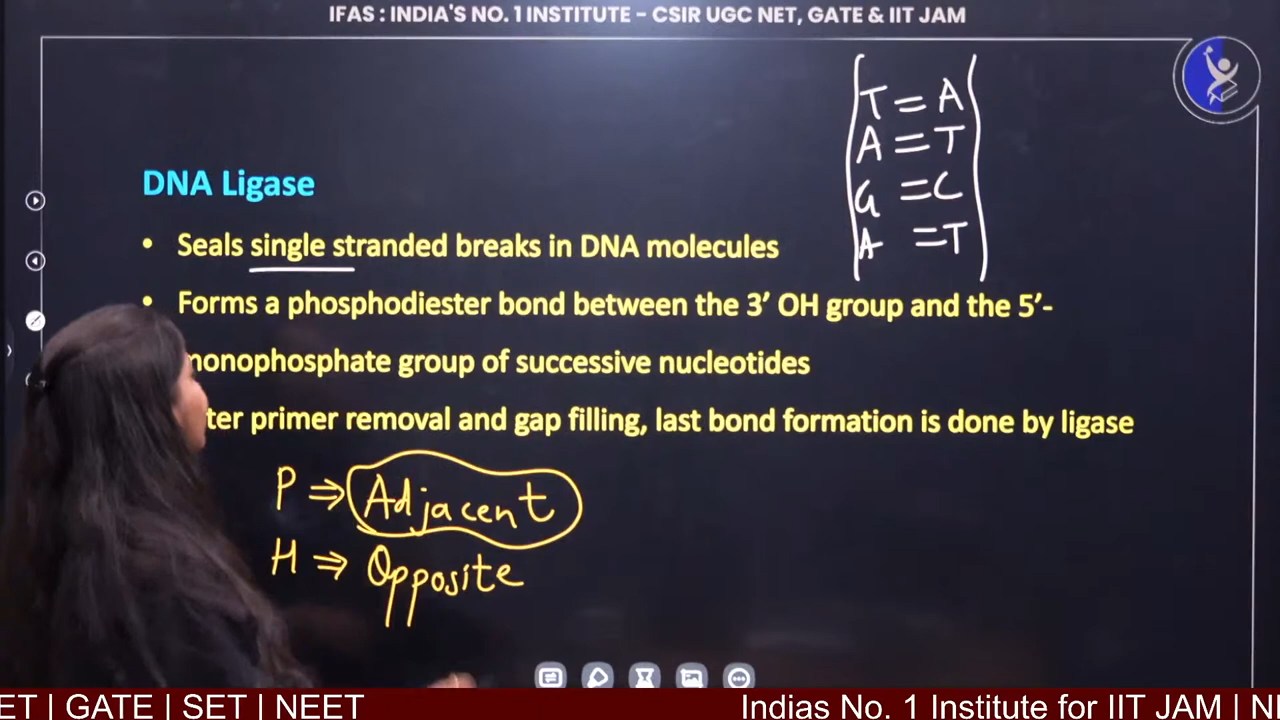 IFAS : INDIA'S NO. 1 INSTITUTE – CSIR UGC NET, GATE & IIT JAM
T = A
A = T
G = C
A = T
DNA Ligase
• Seals single stranded breaks in DNA molecules
• Forms a phosphodiester bond between the 3’ OH group and the 5’-
monophosphate group of successive nucleotides
primer removal and gap filling, last bond formation is done by ligase
P ⇒ Adjacent
H ⇒ Opposite
ET | GATE | SET | NEET
Indias No. 1 Institute for IIT JAM | N